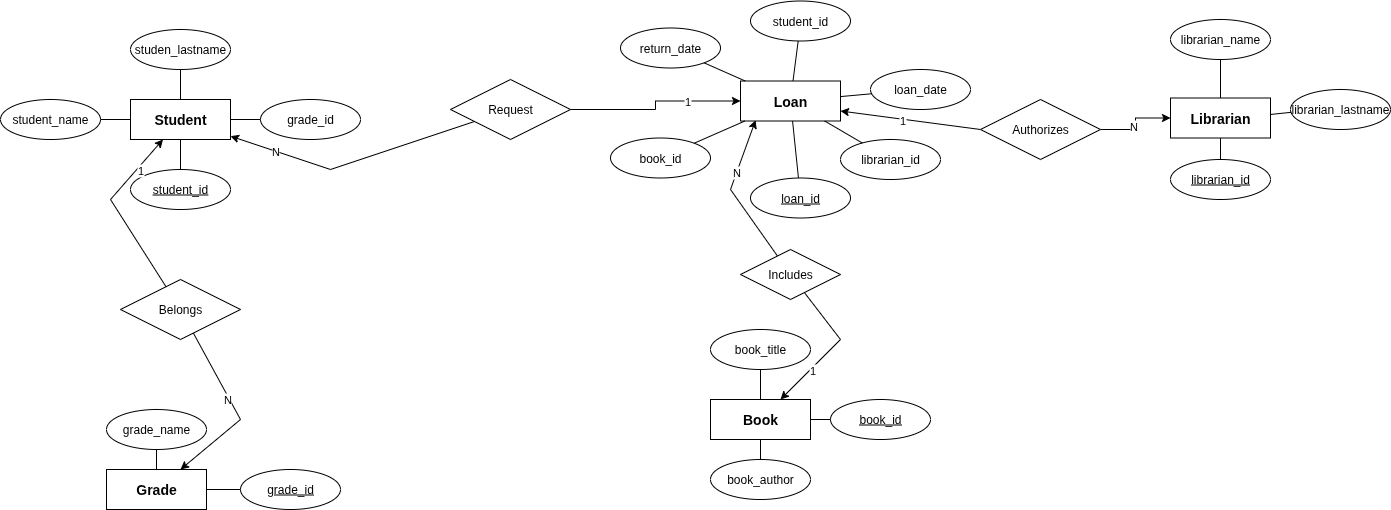 student_id
return_date
librarian_name
studen_lastname
loan_date
Loan
1
student_name
Student
grade_id
Request
1
Authorizes
N
Librarian
librarian_lastname
N
1
book_id
librarian_id
N
student_id
loan_id
librarian_id
Includes
Belongs
book_title
1
N
grade_name
Book
book_id
Grade
grade_id
book_author